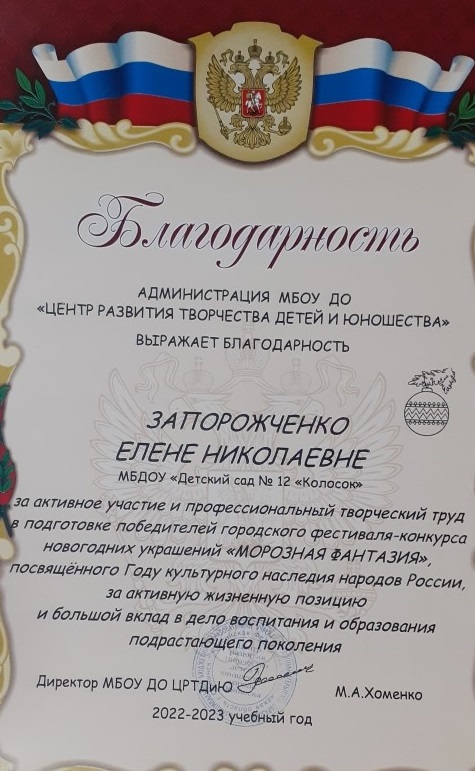 Благодарность
АДМИНИСТРАЦИЯ МБОУ ДО
«ЦЕНТР РАЗВИТИЯ ТВОРЧЕСТВА ДЕТЕЙ И ЮНОШЕСТВА»
ВЫРАЖАЕТ БЛАГОДАРНОСТЬ
ЗАПОРОЖЧЕНКО
ЕЛЕНЕ НИКОЛАЕВНЕ
МБДОУ «Детский сад № 12 «Колосок»
за активное участие и профессиональный творческий труд
в подготовке победителей городского фестиваля-конкурса
новогодних украшений «МОРОЗНАЯ ФАНТАЗИЯ»,
посвящённого Году культурного наследия народов России,
за активную жизненную позицию
и большой вклад в дело воспитания и образования
подрастающего поколения
Директор МБОУ ДО ЦРТДиЮ М.А.Хоменко
2022-2023 учебный год